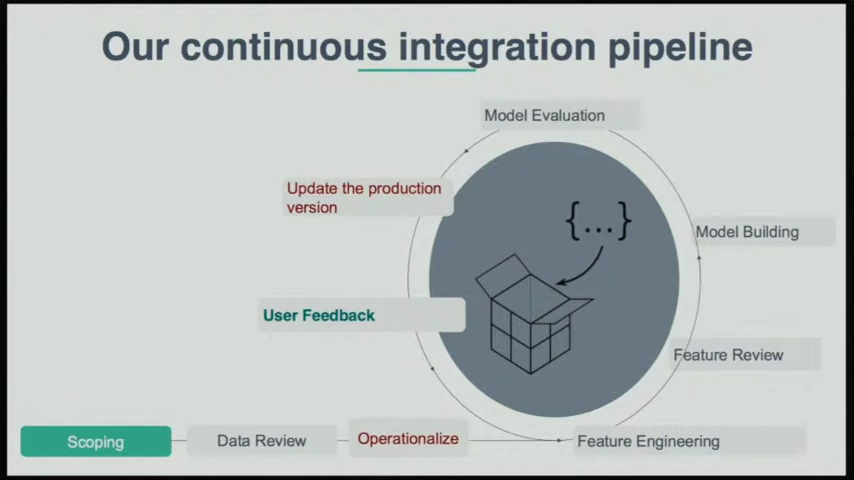 Our continuous integration pipeline
Model Evaluation
Update the production
version
{...}
Model Building
User Feedback
Feature Review
Scoping
Data Review
Operationalize
Feature Engineering